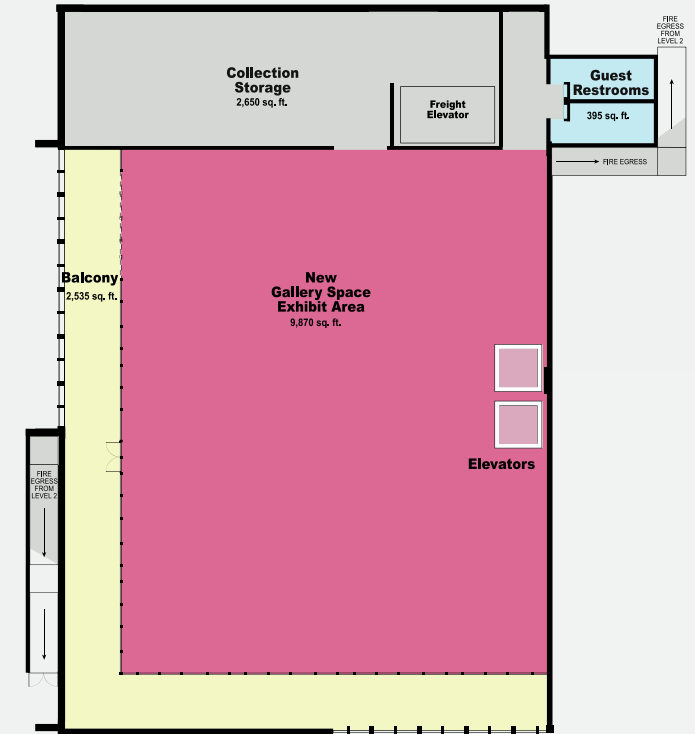 FIRE
EGRESS
FROM
LEVEL 2
Collection
Storage
2,650 sq. ft.
Freight
Elevator
Guest
Restrooms
395 sq. ft.
FIRE EGRESS
Balcony
2,535 sq. ft.
New
Gallery Space
Exhibit Area
9,870 sq. ft.
Elevators
FIRE
EGRESS
FROM
LEVEL 2